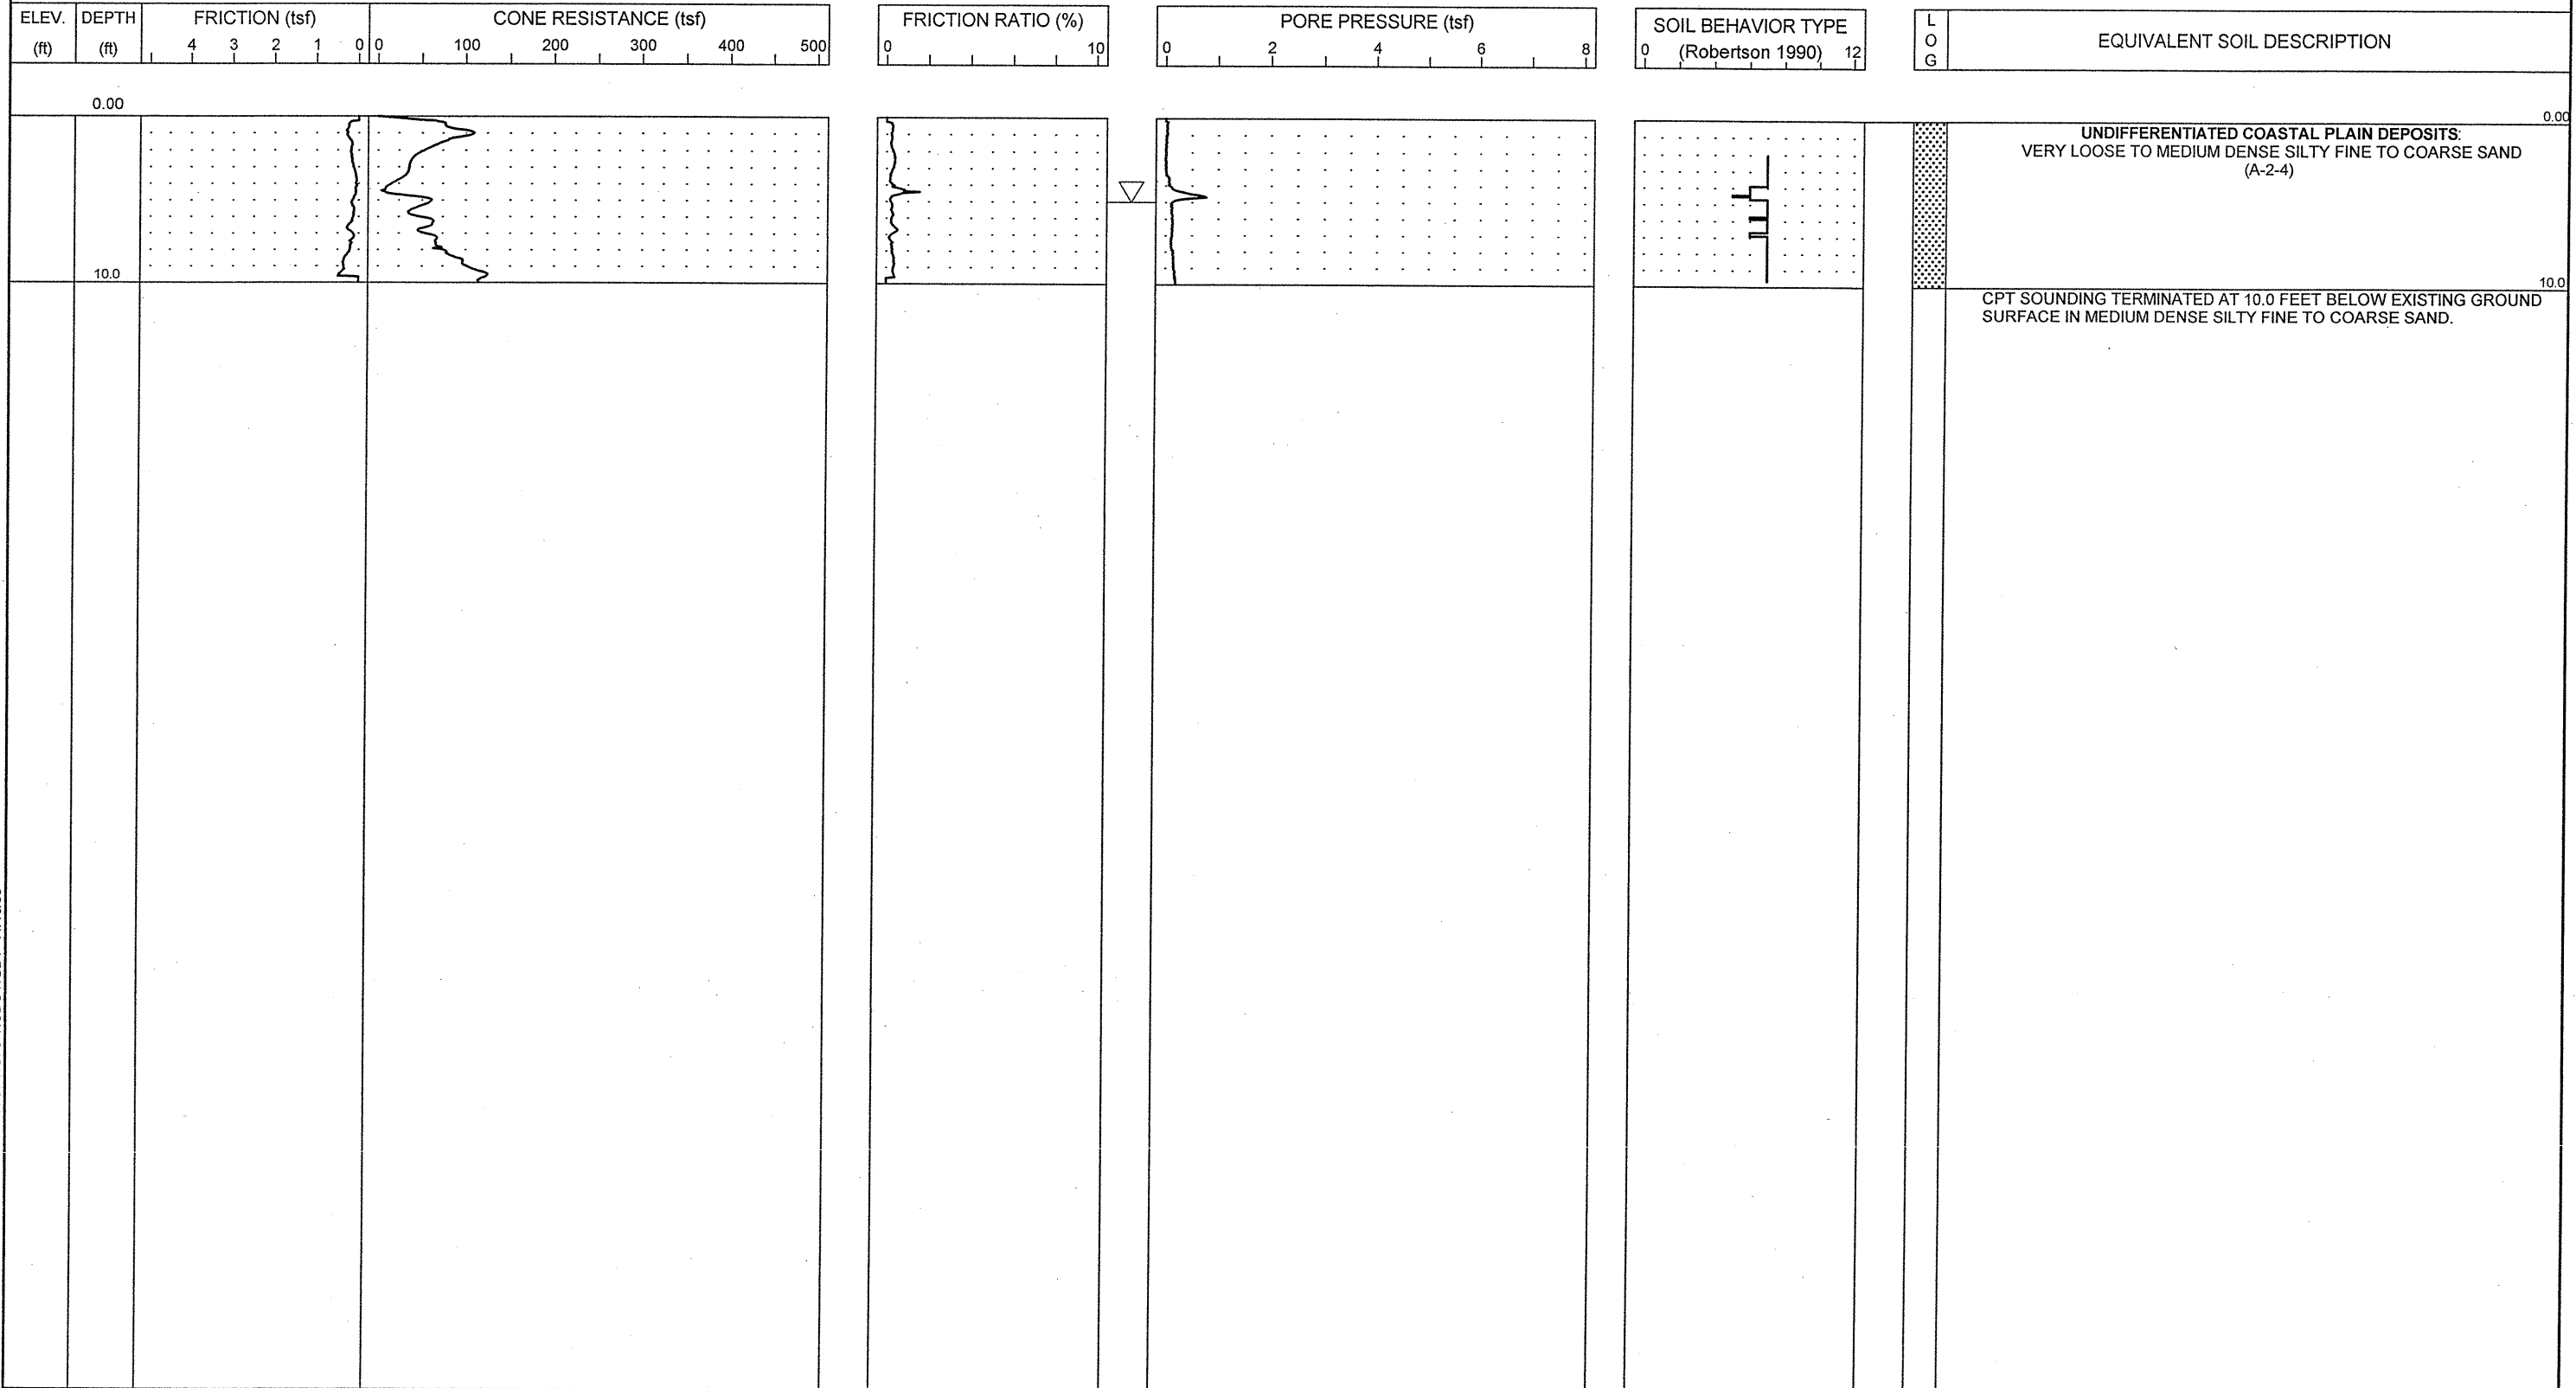 ELEV. (ft)
DEPTH (ft)
FRICTION (tsf)
4 3 2 1 0
CONE RESISTANCE (tsf)
0 100 200 300 400 500
FRICTION RATIO (%)
0 10
PORE PRESSURE (tsf)
0 2 4 6 8
SOIL BEHAVIOR TYPE
(Robertson 1990)
0 12
L
O
G
EQUIVALENT SOIL DESCRIPTION
0.00
0.00
UNDIFFERENTIATED COASTAL PLAIN DEPOSITS:
VERY LOOSE TO MEDIUM DENSE SILTY FINE TO COARSE SAND
(A-2-4)
10.0
10.0
CPT SOUNDING TERMINATED AT 10.0 FEET BELOW EXISTING GROUND
SURFACE IN MEDIUM DENSE SILTY FINE TO COARSE SAND.